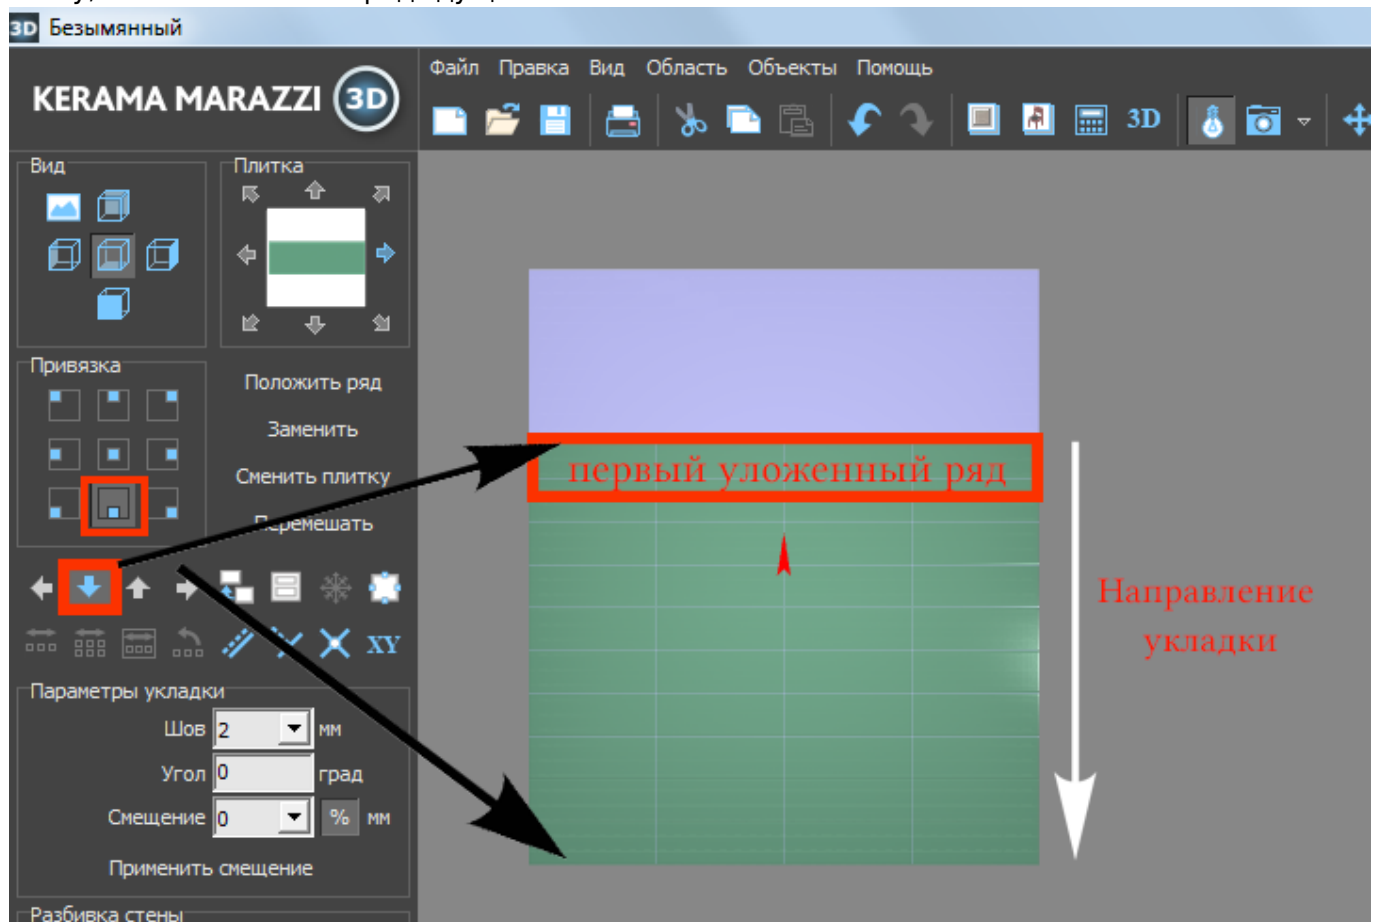 3D Безымянный
KERAMA MARAZZI 3D
Файл Правка Вид Область Объекты Помощь
3D
Вид
Плитка
Привязка
Положить ряд
Заменить
Сменить плитку
Перемешать
первый уложенный ряд
Направление
укладки
XY
Параметры укладки
Шов 2 мм
Угол 0 град
Смещение 0 % мм
Применить смещение
Разбивка стены